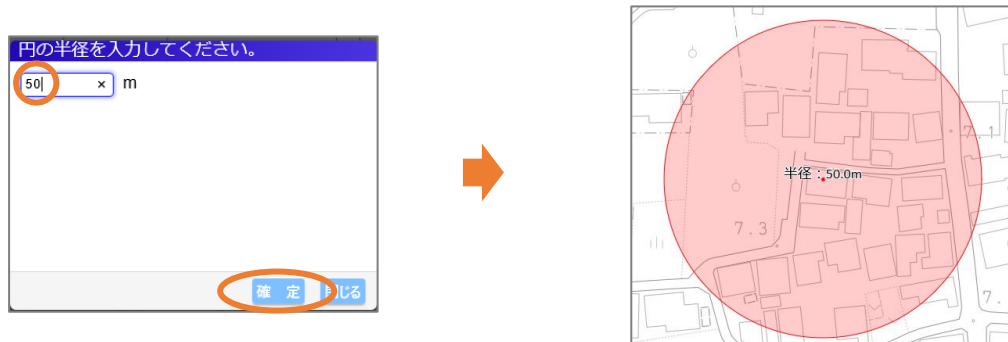 円の半径を入力してください。
50 × m
確 定 閉じる
7.1
半径：50.0m
7.3
7.